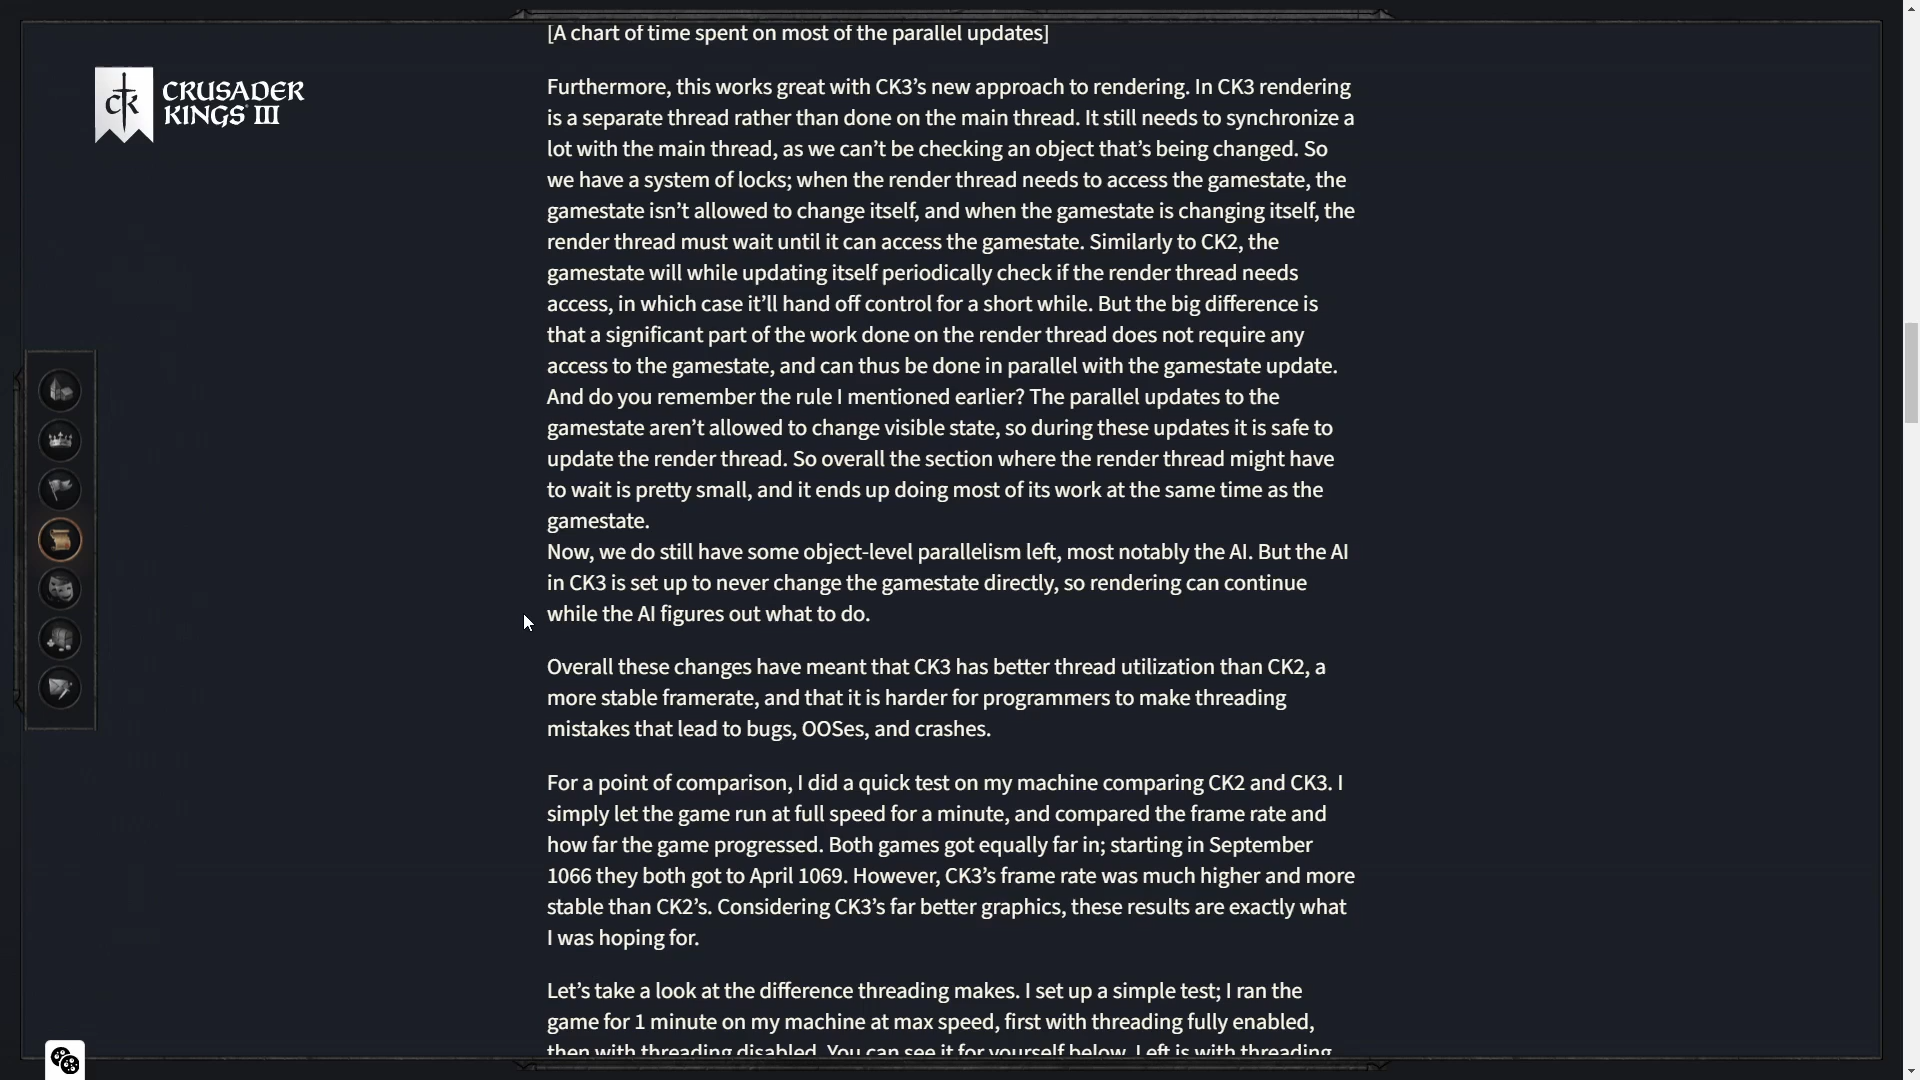 [A chart of time spent on most of the parallel updates]
CK
CRUSADER
KINGS III
Furthermore, this works great with CK3’s new approach to rendering. In CK3 rendering
is a separate thread rather than done on the main thread. It still needs to synchronize a
lot with the main thread, as we can’t be checking an object that’s being changed. So
we have a system of locks; when the render thread needs to access the gamestate, the
gamestate isn’t allowed to change itself, and when the gamestate is changing itself, the
render thread must wait until it can access the gamestate. Similarly to CK2, the
gamestate will while updating itself periodically check if the render thread needs
access, in which case it’ll hand off control for a short while. But the big difference is
that a significant part of the work done on the render thread does not require any
access to the gamestate, and can thus be done in parallel with the gamestate update.
And do you remember the rule I mentioned earlier? The parallel updates to the
gamestate aren’t allowed to change visible state, so during these updates it is safe to
update the render thread. So overall the section where the render thread might have
to wait is pretty small, and it ends up doing most of its work at the same time as the
gamestate.
Now, we do still have some object-level parallelism left, most notably the AI. But the AI
in CK3 is set up to never change the gamestate directly, so rendering can continue
while the AI figures out what to do.
Overall these changes have meant that CK3 has better thread utilization than CK2, a
more stable framerate, and that it is harder for programmers to make threading
mistakes that lead to bugs, OOSes, and crashes.
For a point of comparison, I did a quick test on my machine comparing CK2 and CK3. I
simply let the game run at full speed for a minute, and compared the frame rate and
how far the game progressed. Both games got equally far in; starting in September
1066 they both got to April 1069. However, CK3’s frame rate was much higher and more
stable than CK2’s. Considering CK3’s far better graphics, these results are exactly what
I was hoping for.
Let’s take a look at the difference threading makes. I set up a simple test; I ran the
game for 1 minute on my machine at max speed, first with threading fully enabled,
then with threading disabled. You can see it for yourself below. Left is with threading